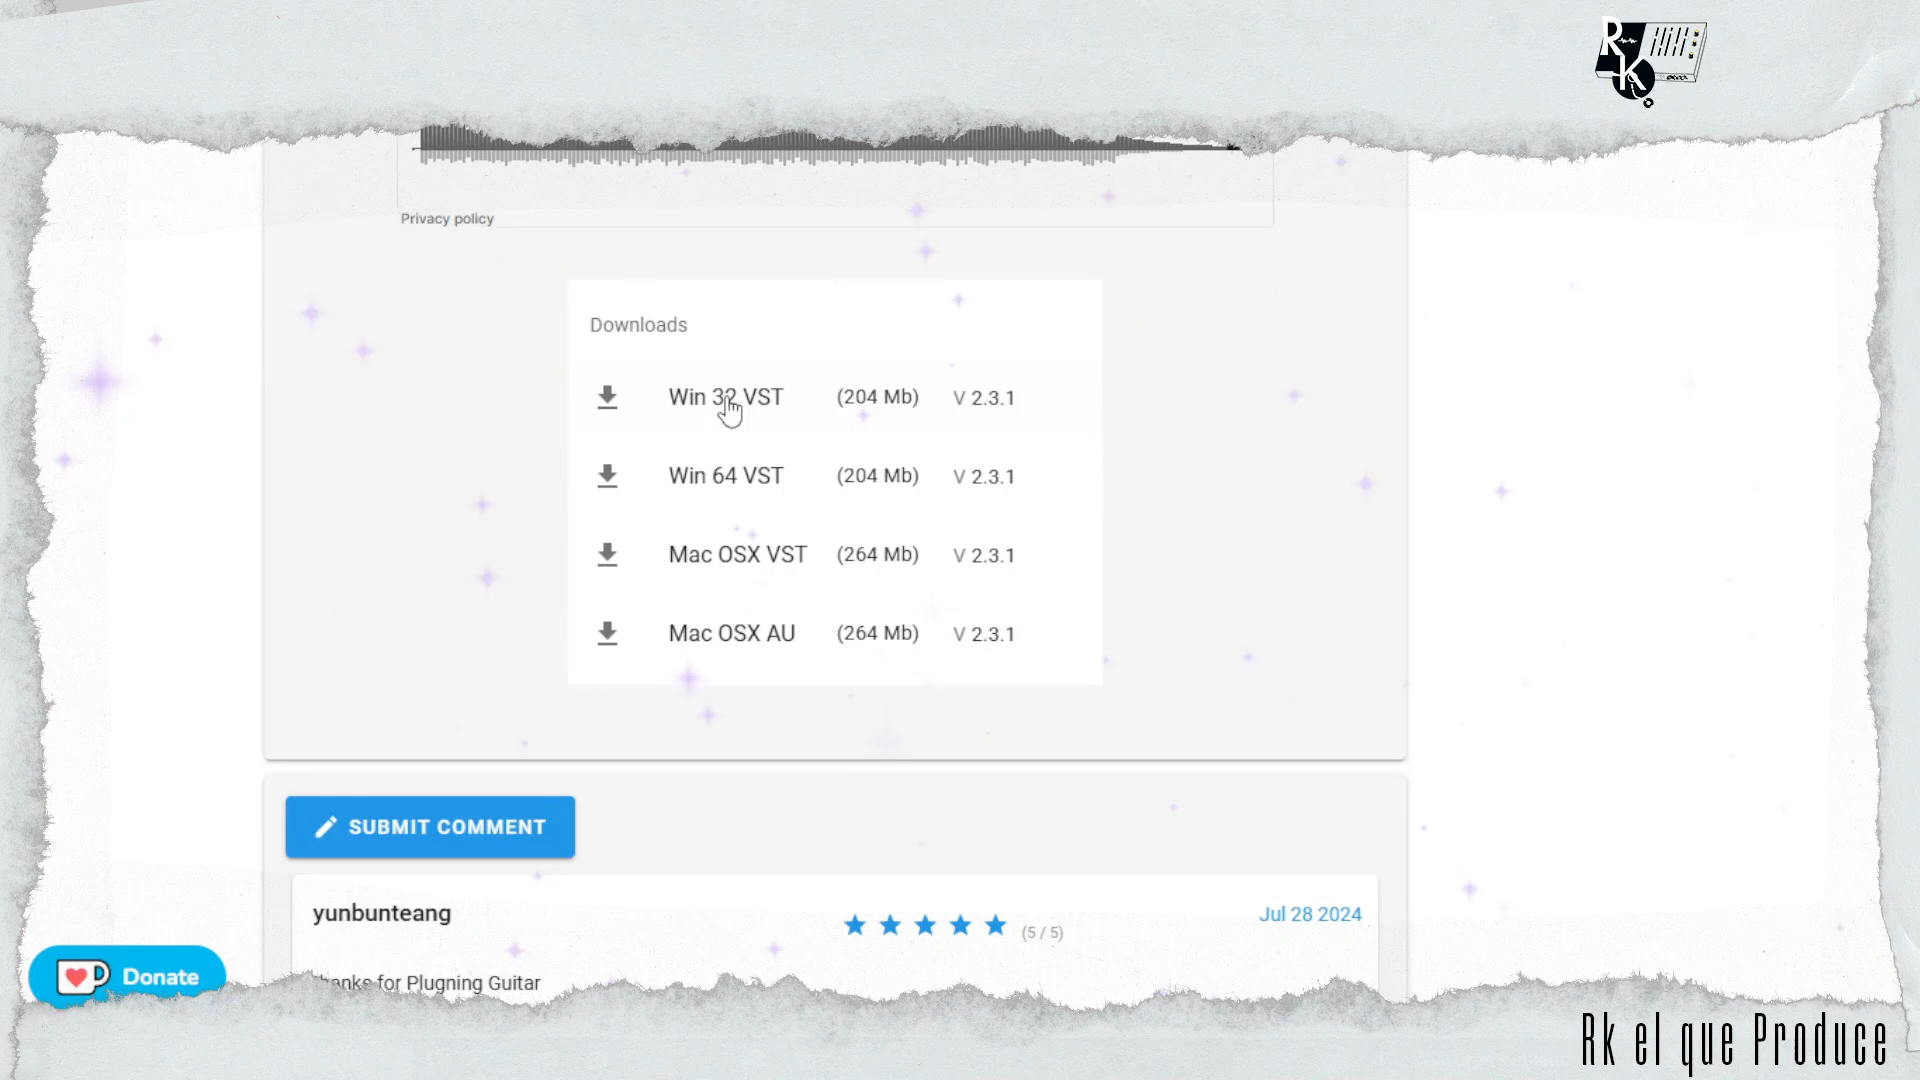 R
K
Privacy policy
Downloads
Win 32 VST (204 Mb) V 2.3.1
Win 64 VST (204 Mb) V 2.3.1
Mac OSX VST (264 Mb) V 2.3.1
Mac OSX AU (264 Mb) V 2.3.1
SUBMIT COMMENT
yunbunteang (5 / 5) Jul 28 2024
thanks for Plugning Guitar
Donate
Rk el que Produce